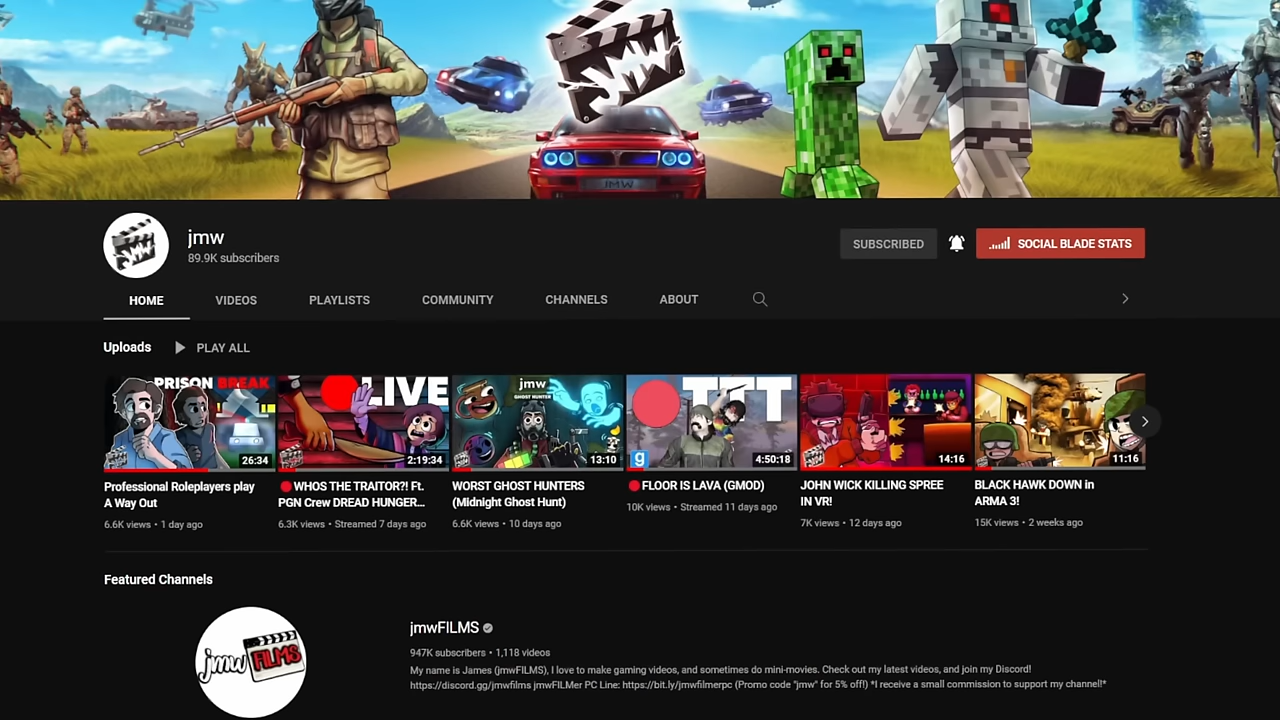 JMW
jmw
89.9K subscribers
SUBSCRIBED
SOCIAL BLADE STATS
HOME
VIDEOS
PLAYLISTS
COMMUNITY
CHANNELS
ABOUT
Uploads
PLAY ALL
PRISON BREAK
26:34
LIVE
2:19:34
jmw
GHOST HUNTER
13:10
TTT
g
4:50:18
14:16
11:16
Professional Roleplayers play
A Way Out
6.6K views • 1 day ago
WHOS THE TRAITOR?! Ft.
PGN Crew DREAD HUNGER...
6.3K views • Streamed 7 days ago
WORST GHOST HUNTERS
(Midnight Ghost Hunt)
6.6K views • 10 days ago
FLOOR IS LAVA (GMOD)
10K views • Streamed 11 days ago
JOHN WICK KILLING SPREE
IN VR!
7K views • 12 days ago
BLACK HAWK DOWN in
ARMA 3!
15K views • 2 weeks ago
Featured Channels
jmw FILMS
jmwFILMS
947K subscribers • 1,118 videos
My name is James (jmwFILMS), I love to make gaming videos, and sometimes do mini-movies. Check out my latest videos, and join my Discord!
https://discord.gg/jmwfilms jmwFILMer PC Line: https://bit.ly/jmwfilmerpc (Promo code "jmw" for 5% off!) *I receive a small commission to support my channel!*